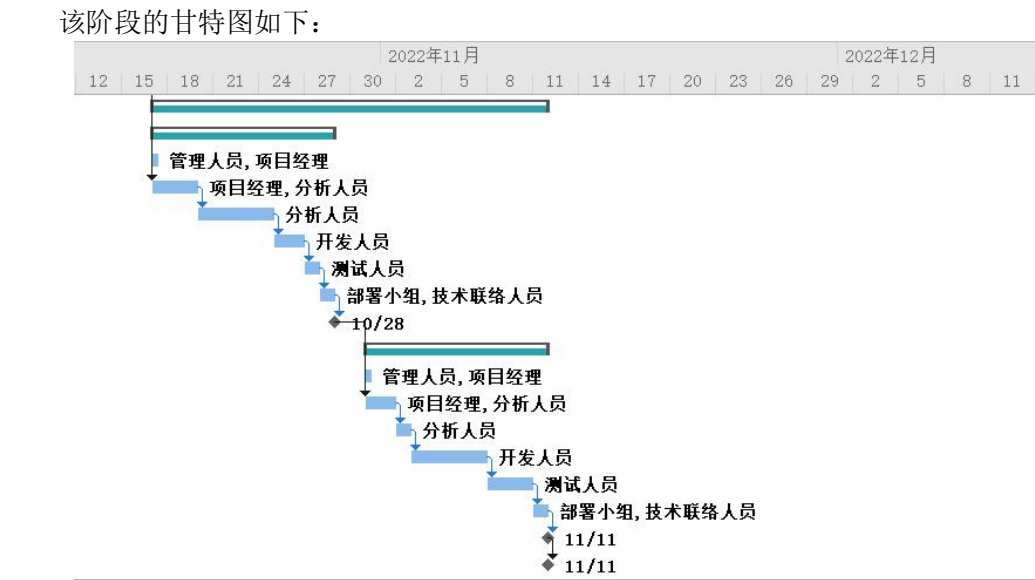 该阶段的甘特图如下：
2022年11月 2022年12月
12 15 18 21 24 27 30 2 5 8 11 14 17 20 23 26 29 2 5 8 11
管理人员,项目经理
项目经理,分析人员
分析人员
开发人员
测试人员
部署小组,技术联络人员
10/28
管理人员,项目经理
项目经理,分析人员
分析人员
开发人员
测试人员
部署小组,技术联络人员
11/11
11/11